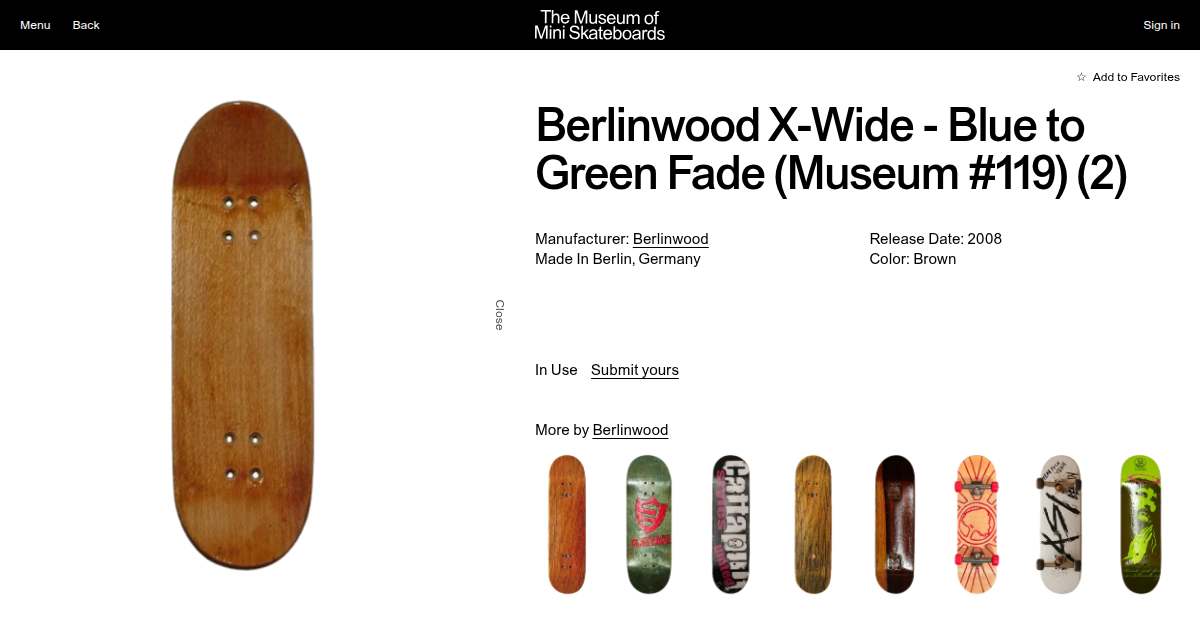 Menu
Back
The Museum of
Mini Skateboards
Sign in
☆ Add to Favorites
Berlinwood X-Wide - Blue to
Green Fade (Museum #119) (2)
Manufacturer: Berlinwood
Made In Berlin, Germany
Release Date: 2008
Color: Brown
Close
In Use
Submit yours
More by Berlinwood